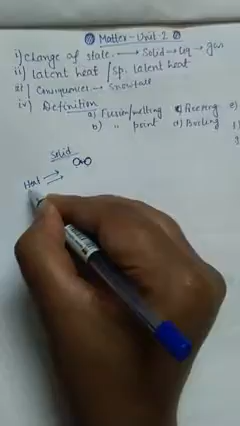 Matter - Unit-2
i) Change of state. → Solid → Liq → gas
ii) latent heat / sp. latent heat
iii) Consequences → Snowfall
iv) Definition
a) Fusion/melting c) Freezing e)
b) " point d) Boiling f)
g
Solid
Heat